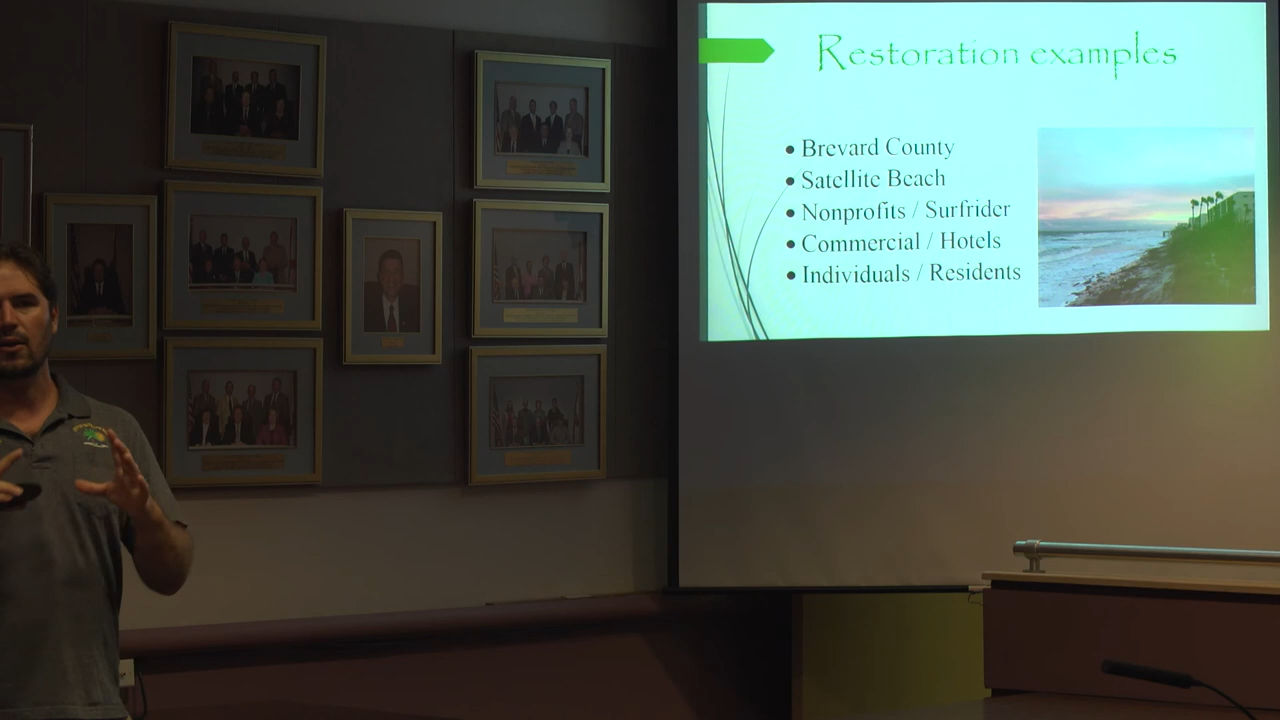 Restoration examples
• Brevard County
• Satellite Beach
• Nonprofits / Surfrider
• Commercial / Hotels
• Individuals / Residents